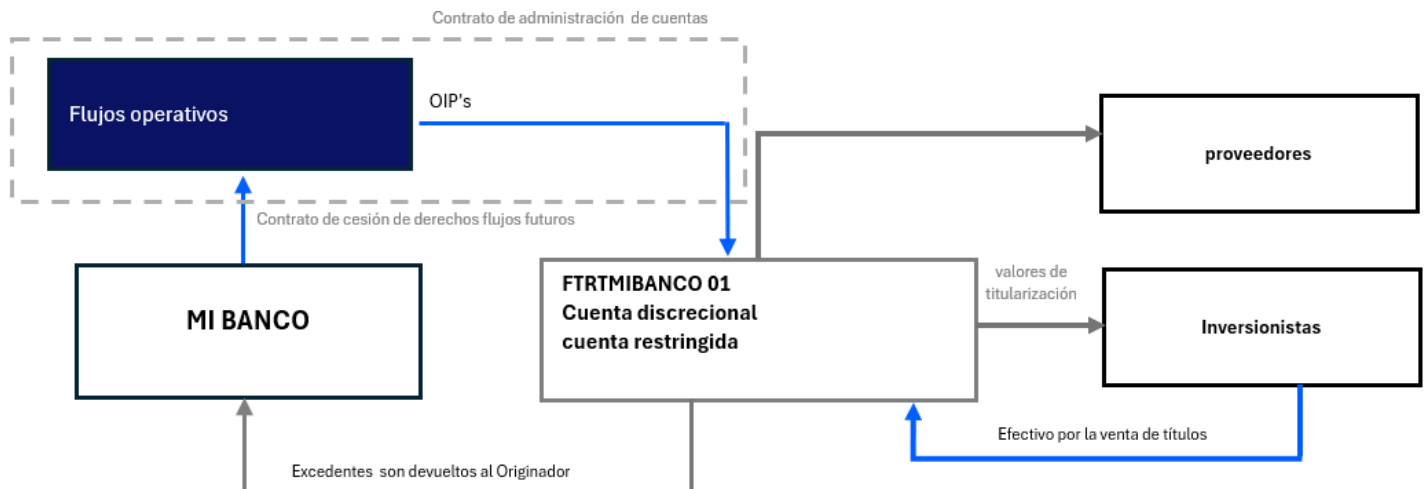 Contrato de administración de cuentas
Flujos operativos
OIP's
proveedores
Contrato de cesión de derechos flujos futuros
MI BANCO
FTRTMIBANCO 01
Cuenta discrecional
cuenta restringida
valores de
titularización
Inversionistas
Efectivo por la venta de títulos
Excedentes son devueltos al Originador